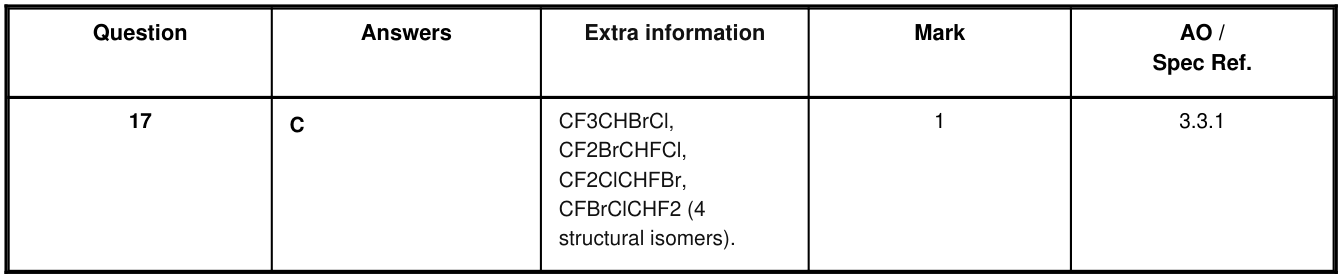 Question Answers Extra information Mark AO /
Spec Ref.
17 C CF3CHBrCl, 1 3.3.1
CF2BrCHFCl,
CF2ClCHFBr,
CFBrClCHF2 (4
structural isomers).